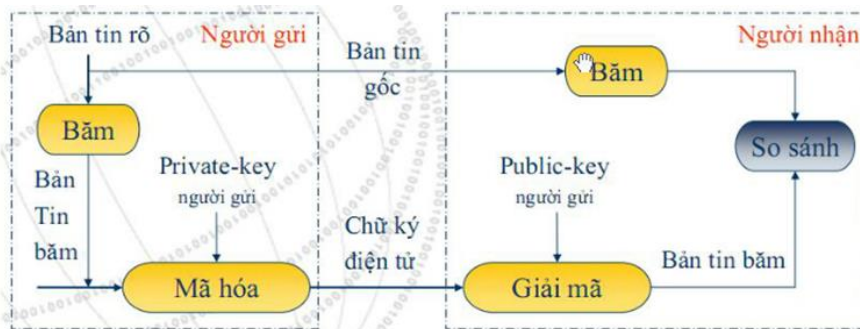 Bản tin rõ
Người gửi
Bản tin
gốc
Băm
Người nhận
Băm
So sánh
Bản
Tin
băm
Private-key
người gửi
Public-key
người gửi
Chữ ký
điện tử
Mã hóa
Giải mã
Bản tin băm